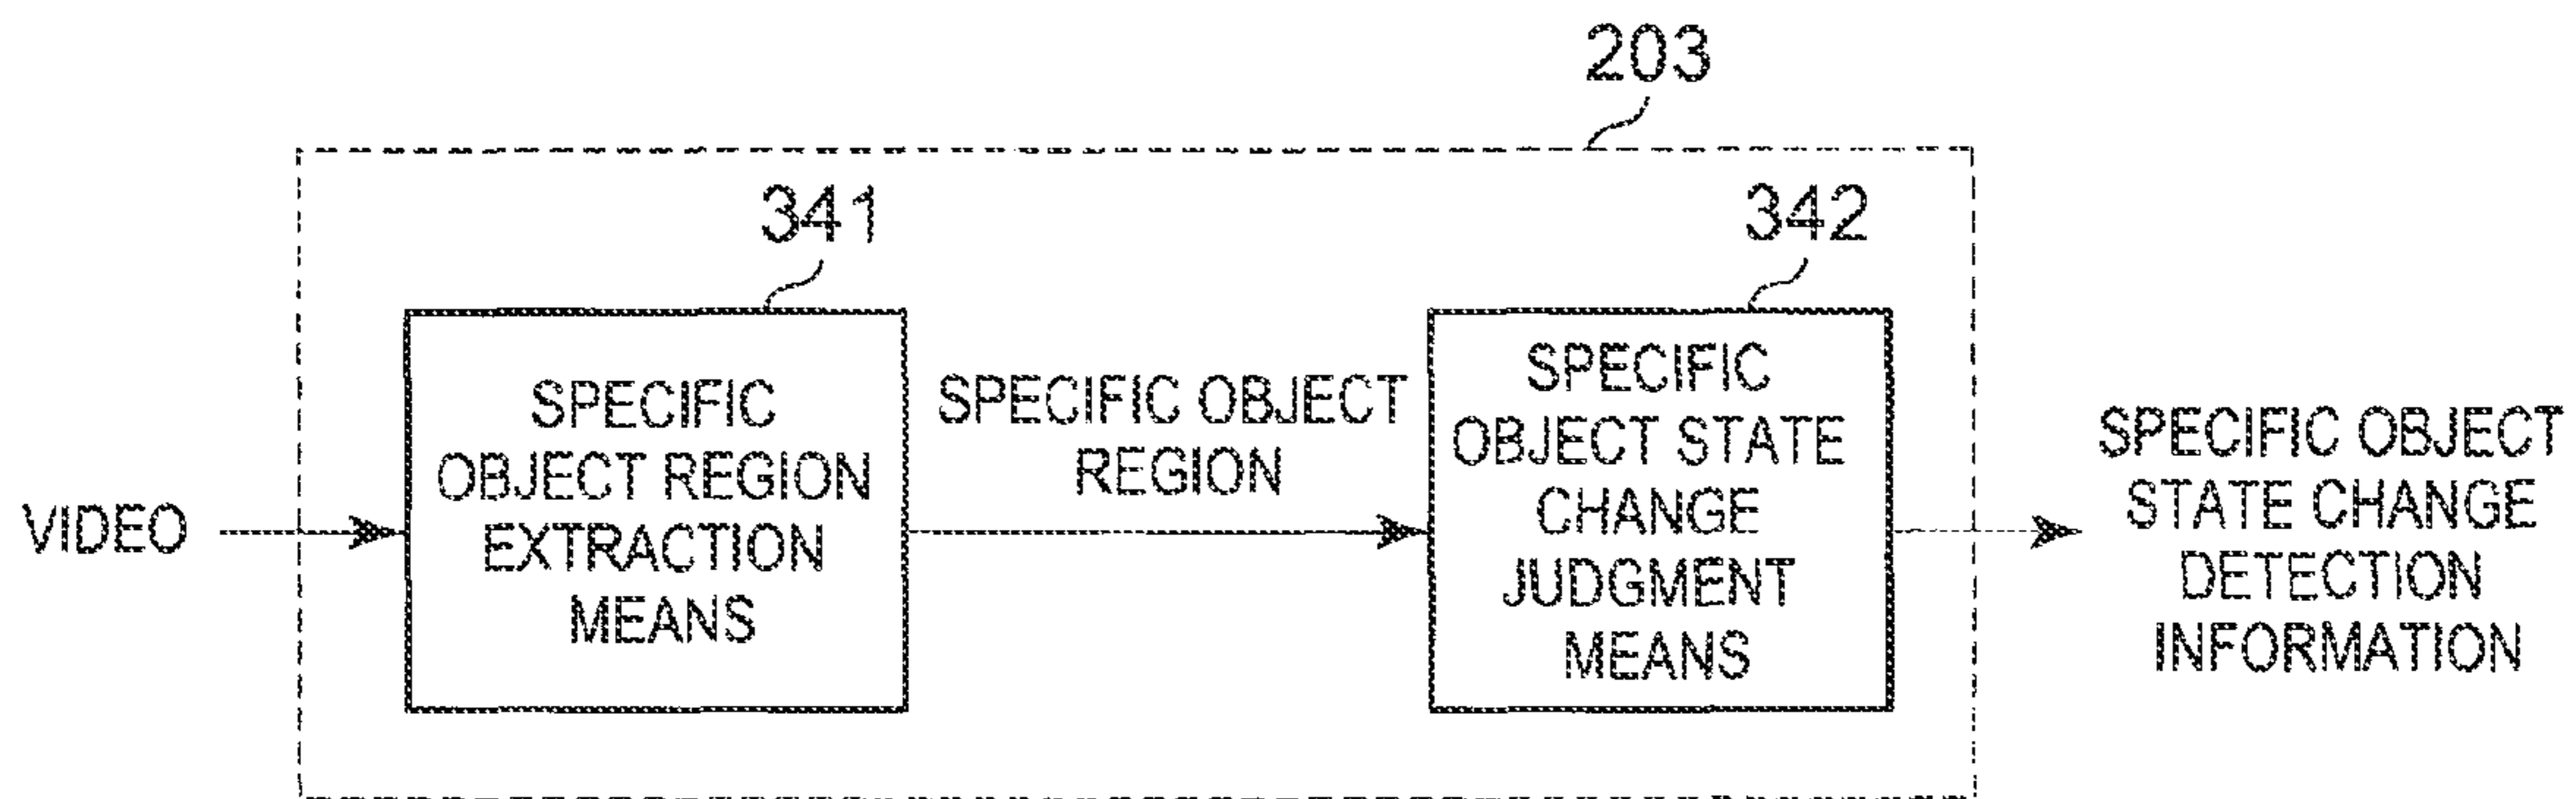 203
341
342
VIDEO
SPECIFIC
OBJECT REGION
EXTRACTION
MEANS
SPECIFIC OBJECT
REGION
SPECIFIC
OBJECT STATE
CHANGE
JUDGMENT
MEANS
SPECIFIC OBJECT
STATE CHANGE
DETECTION
INFORMATION